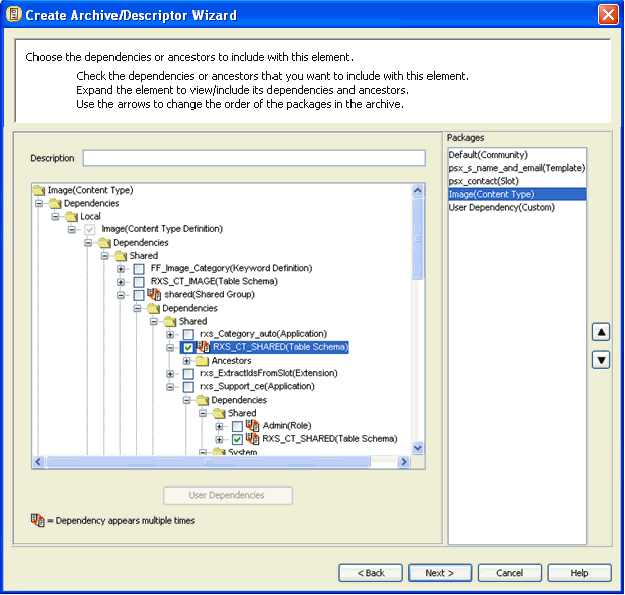 Create Archive/Descriptor Wizard
Choose the dependencies or ancestors to include with this element.
Check the dependencies or ancestors that you want to include with this element.
Expand the element to view/include its dependencies and ancestors.
Use the arrows to change the order of the packages in the archive.
Description
Image(Content Type)
Dependencies
Local
Image(Content Type Definition)
Dependencies
Shared
FF_Image_Category(Keyword Definition)
RXS_CT_IMAGE(Table Schema)
shared(Shared Group)
Dependencies
Shared
rxs_Category_auto(Application)
RXS_CT_SHARED(Table Schema)
Ancestors
rxs_ExtractIdsFromSlot(Extension)
rxs_Support_ce(Application)
Dependencies
Shared
Admin(Role)
RXS_CT_SHARED(Table Schema)
System
User Dependencies
= Dependency appears multiple times
Packages
Default(Community)
psx_s_name_and_email(Template)
psx_contact(Slot)
Image(Content Type)
User Dependency(Custom)
< Back
Next >
Cancel
Help